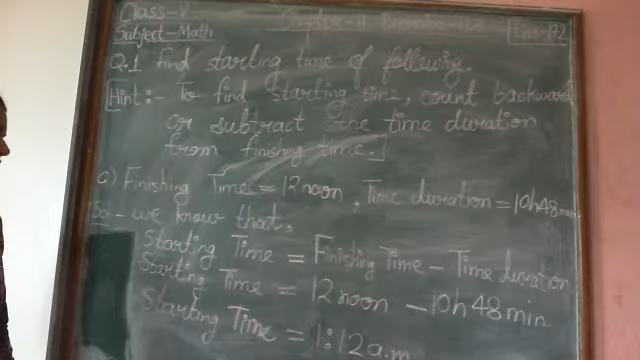 Class-V Chapter-11
Subject-Math
Q.1 find starting time of following.
[Hint:- To find starting time, count backward
or subtract the time duration
from finishing time.]
c) Finishing Time = 12 noon, Time duration = 10h48min
Sol- we know that,
Starting Time = Finishing Time - Time duration
Starting Time = 12 noon - 10h 48 min
Starting Time = 1:12 a.m